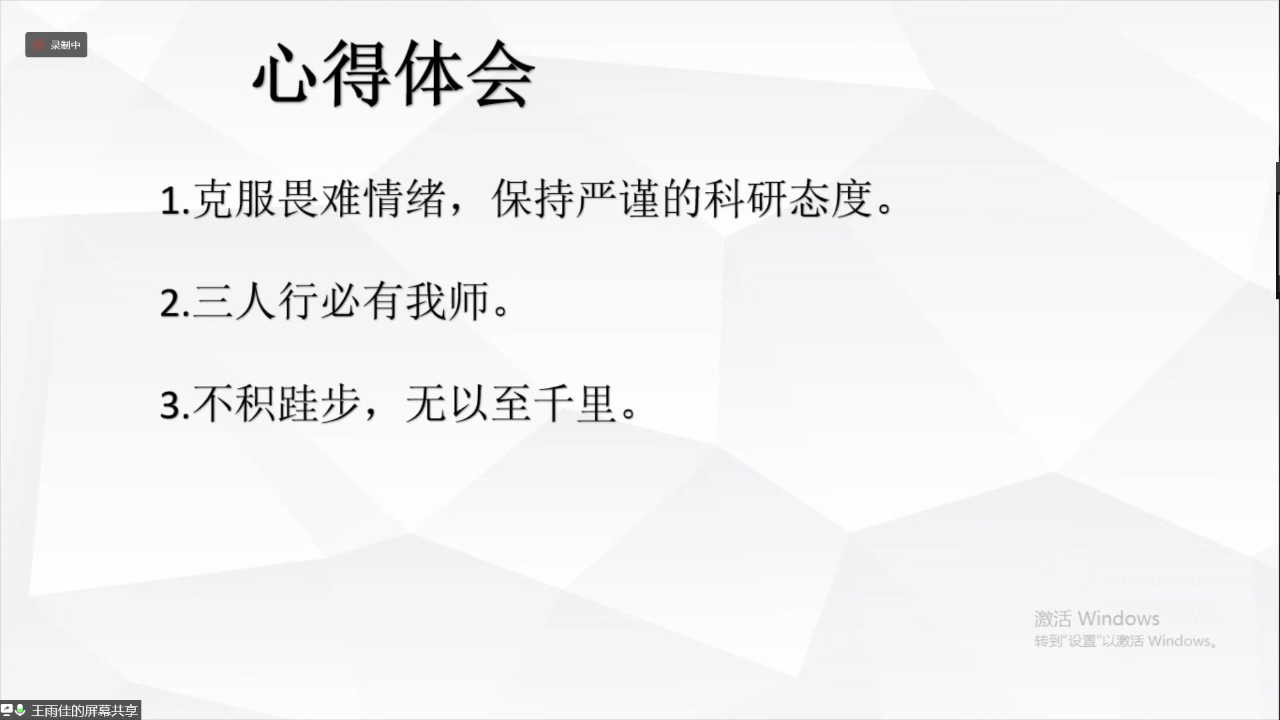 录制中
心得体会
1.克服畏难情绪，保持严谨的科研态度。
2.三人行必有我师。
3.不积跬步，无以至千里。
激活 Windows
转到“设置”以激活 Windows。
王雨佳的屏幕共享